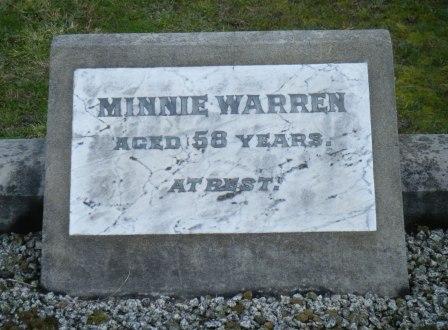 MINNIE WARREN
AGED 58 YEARS.
AT REST.